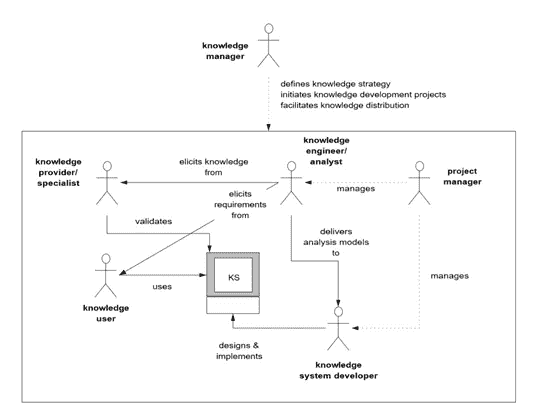 knowledge
manager
defines knowledge strategy
initiates knowledge development projects
facilitates knowledge distribution
knowledge
provider/
specialist
elicits knowledge
from
knowledge
engineer/
analyst
project
manager
manages
elicits
requirements
from
validates
delivers
analysis models
to
KS
uses
manages
knowledge
user
designs &
implements
knowledge
system developer